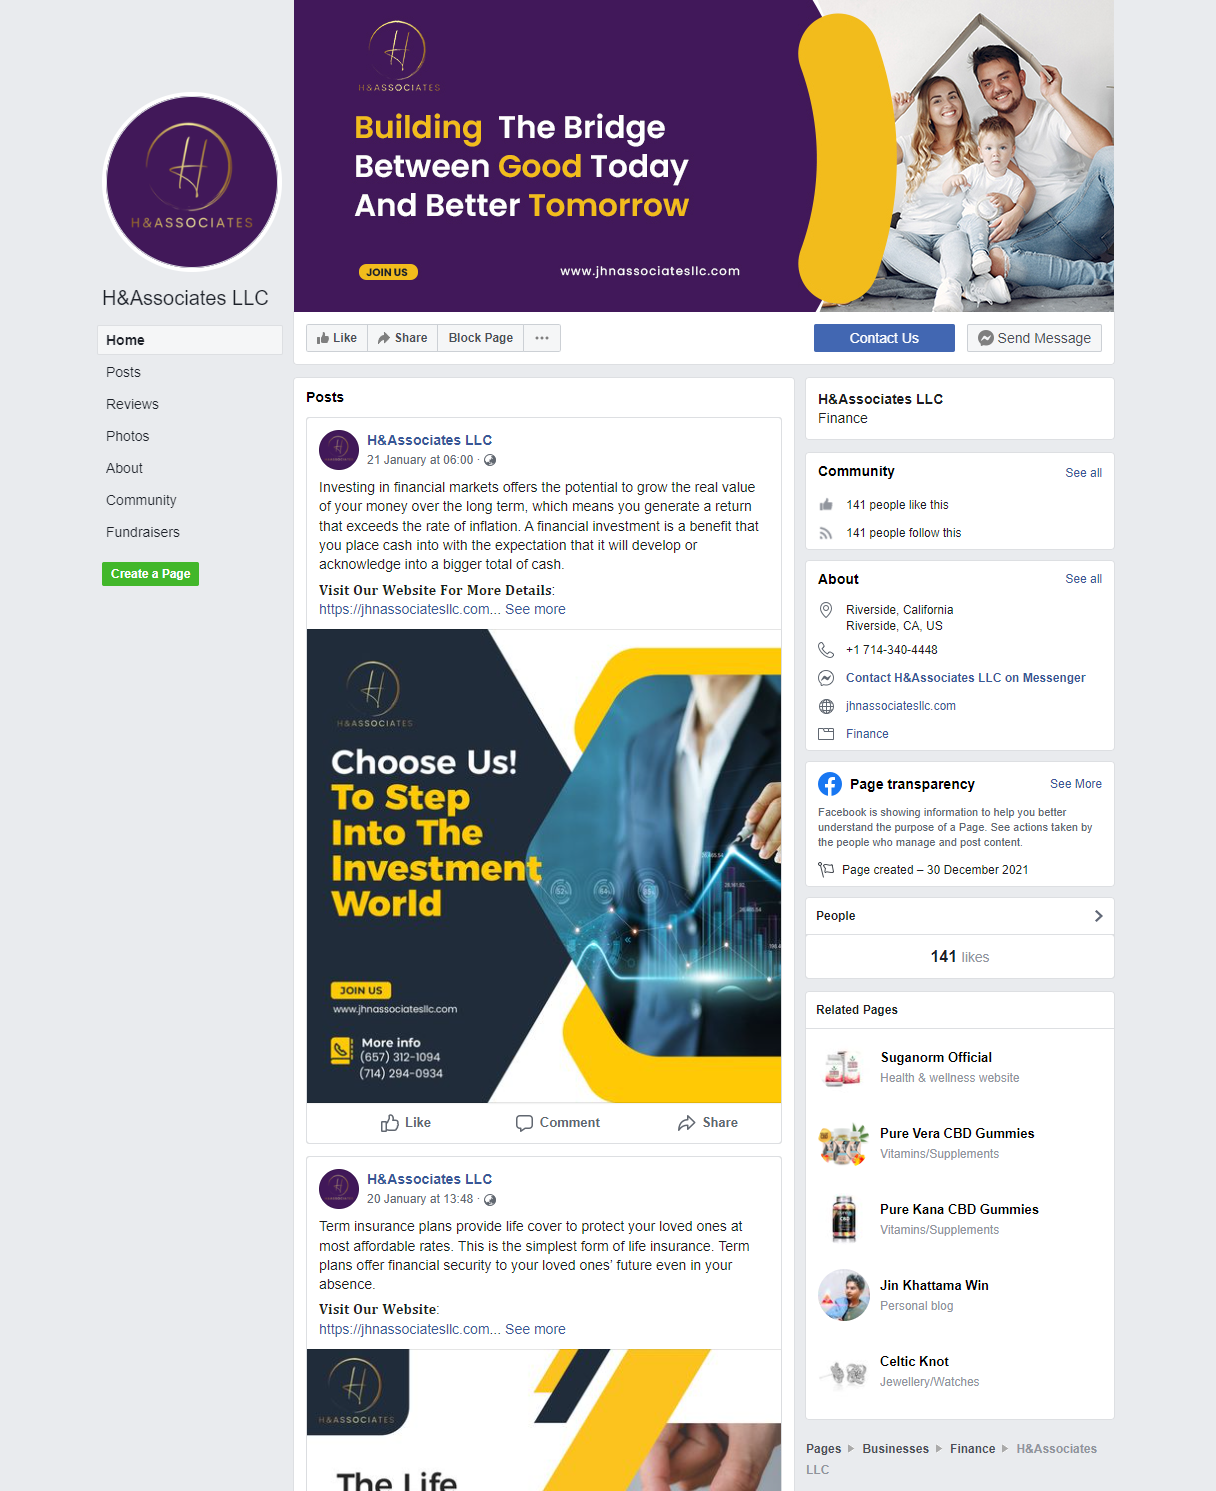 H&ASSOCIATES
Building The Bridge
Between Good Today
And Better Tomorrow
JOIN US
www.jhnassociatesllc.com
H&ASSOCIATES
H&Associates LLC
Home
Posts
Reviews
Photos
About
Community
Fundraisers
Create a Page
Like
Share
Block Page
Contact Us
Send Message
Posts
H&Associates LLC
21 January at 06:00 ·
Investing in financial markets offers the potential to grow the real value
of your money over the long term, which means you generate a return
that exceeds the rate of inflation. A financial investment is a benefit that
you place cash into with the expectation that it will develop or
acknowledge into a bigger total of cash.
Visit Our Website For More Details:
https://jhnassociatesllc.com... See more
H&ASSOCIATES
Choose Us!
To Step
Into The
Investment
World
JOIN US
www.jhnassociatesllc.com
More info
(657) 312-1094
(714) 294-0934
Like
Comment
Share
H&Associates LLC
20 January at 13:48 ·
Term insurance plans provide life cover to protect your loved ones at
most affordable rates. This is the simplest form of life insurance. Term
plans offer financial security to your loved ones’ future even in your
absence.
Visit Our Website:
https://jhnassociatesllc.com... See more
H&ASSOCIATES
The Life
H&Associates LLC
Finance
Community
See all
141 people like this
141 people follow this
About
See all
Riverside, California
Riverside, CA, US
+1 714-340-4448
Contact H&Associates LLC on Messenger
jhnassociatesllc.com
Finance
Page transparency
See More
Facebook is showing information to help you better
understand the purpose of a Page. See actions taken by
the people who manage and post content.
Page created – 30 December 2021
People
141 likes
Related Pages
Suganorm Official
Health & wellness website
Pure Vera CBD Gummies
Vitamins/Supplements
Pure Kana CBD Gummies
Vitamins/Supplements
Jin Khattama Win
Personal blog
Celtic Knot
Jewellery/Watches
Pages
Businesses
Finance
H&Associates
LLC